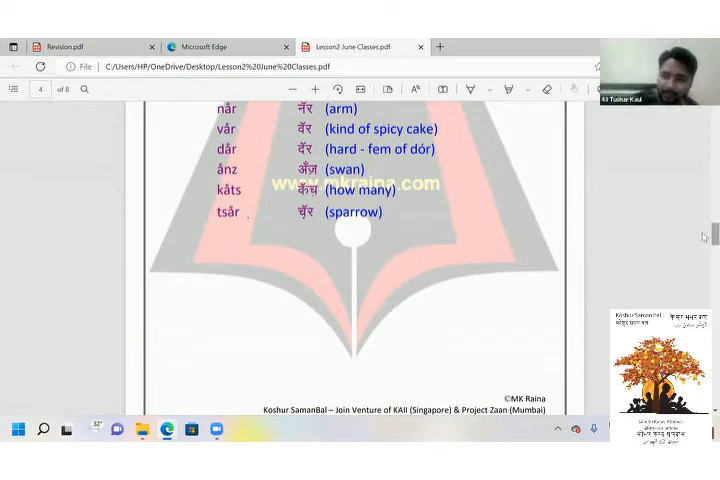 Revision.pdf
Microsoft Edge
Lesson2 June Classes.pdf
File
C:/Users/HP/OneDrive/Desktop/Lesson2%20June%20Classes.pdf
43 Tushar Kaul
4 of 8
når नॅर (arm)
vår वॅर (kind of spicy cake)
dår दॅर (hard - fem of dór)
ånz अँज़ (swan)
www.mkraina.com
kåts कॅंच़ (how many)
tsår च़ॅर (sparrow)
©MK Raina
Koshur SamanBal – Join Venture of KAII (Singapore) & Project Zaan (Mumbai)
Koshur Samanbal
32°